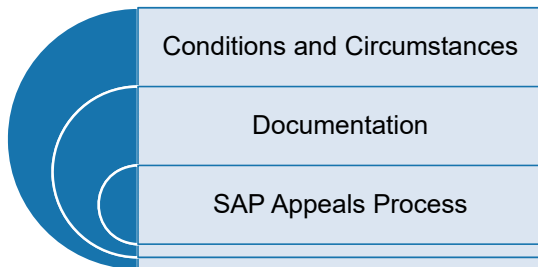 Conditions and Circumstances
Documentation
SAP Appeals Process